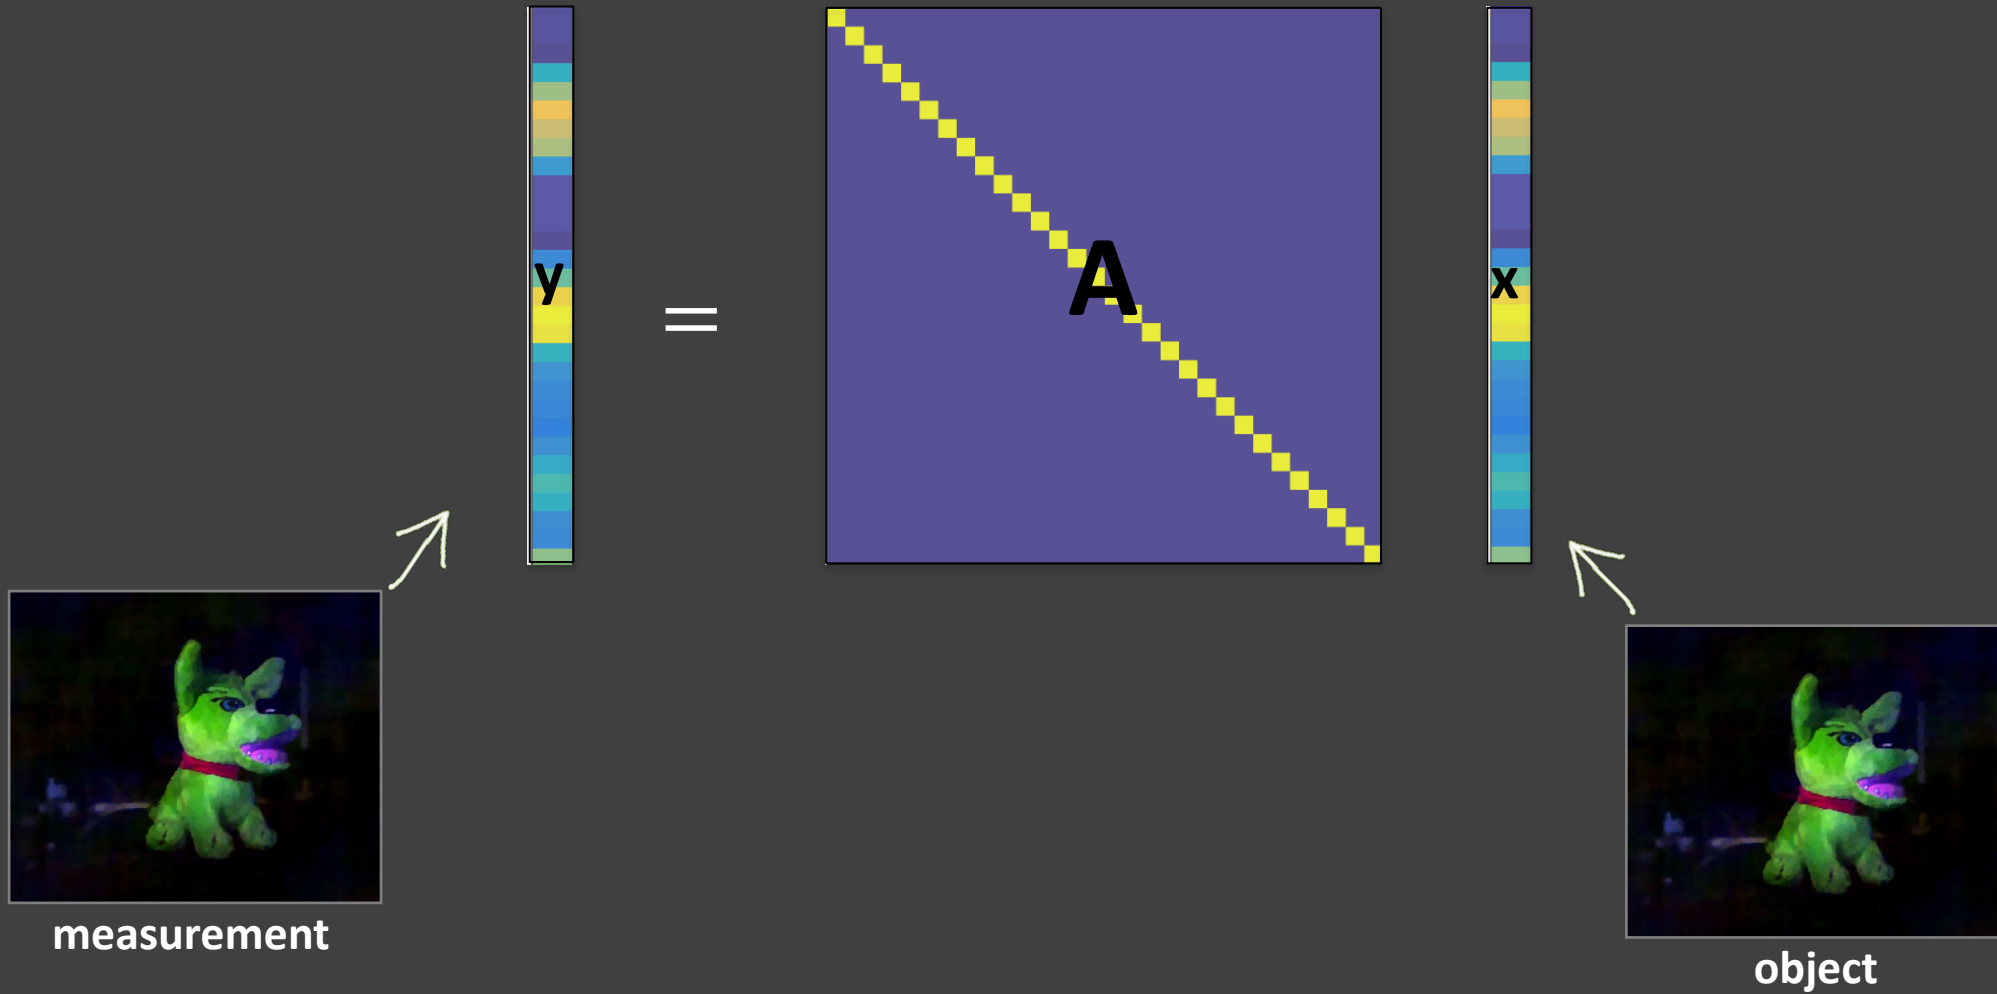 y
=
A
x
measurement
object